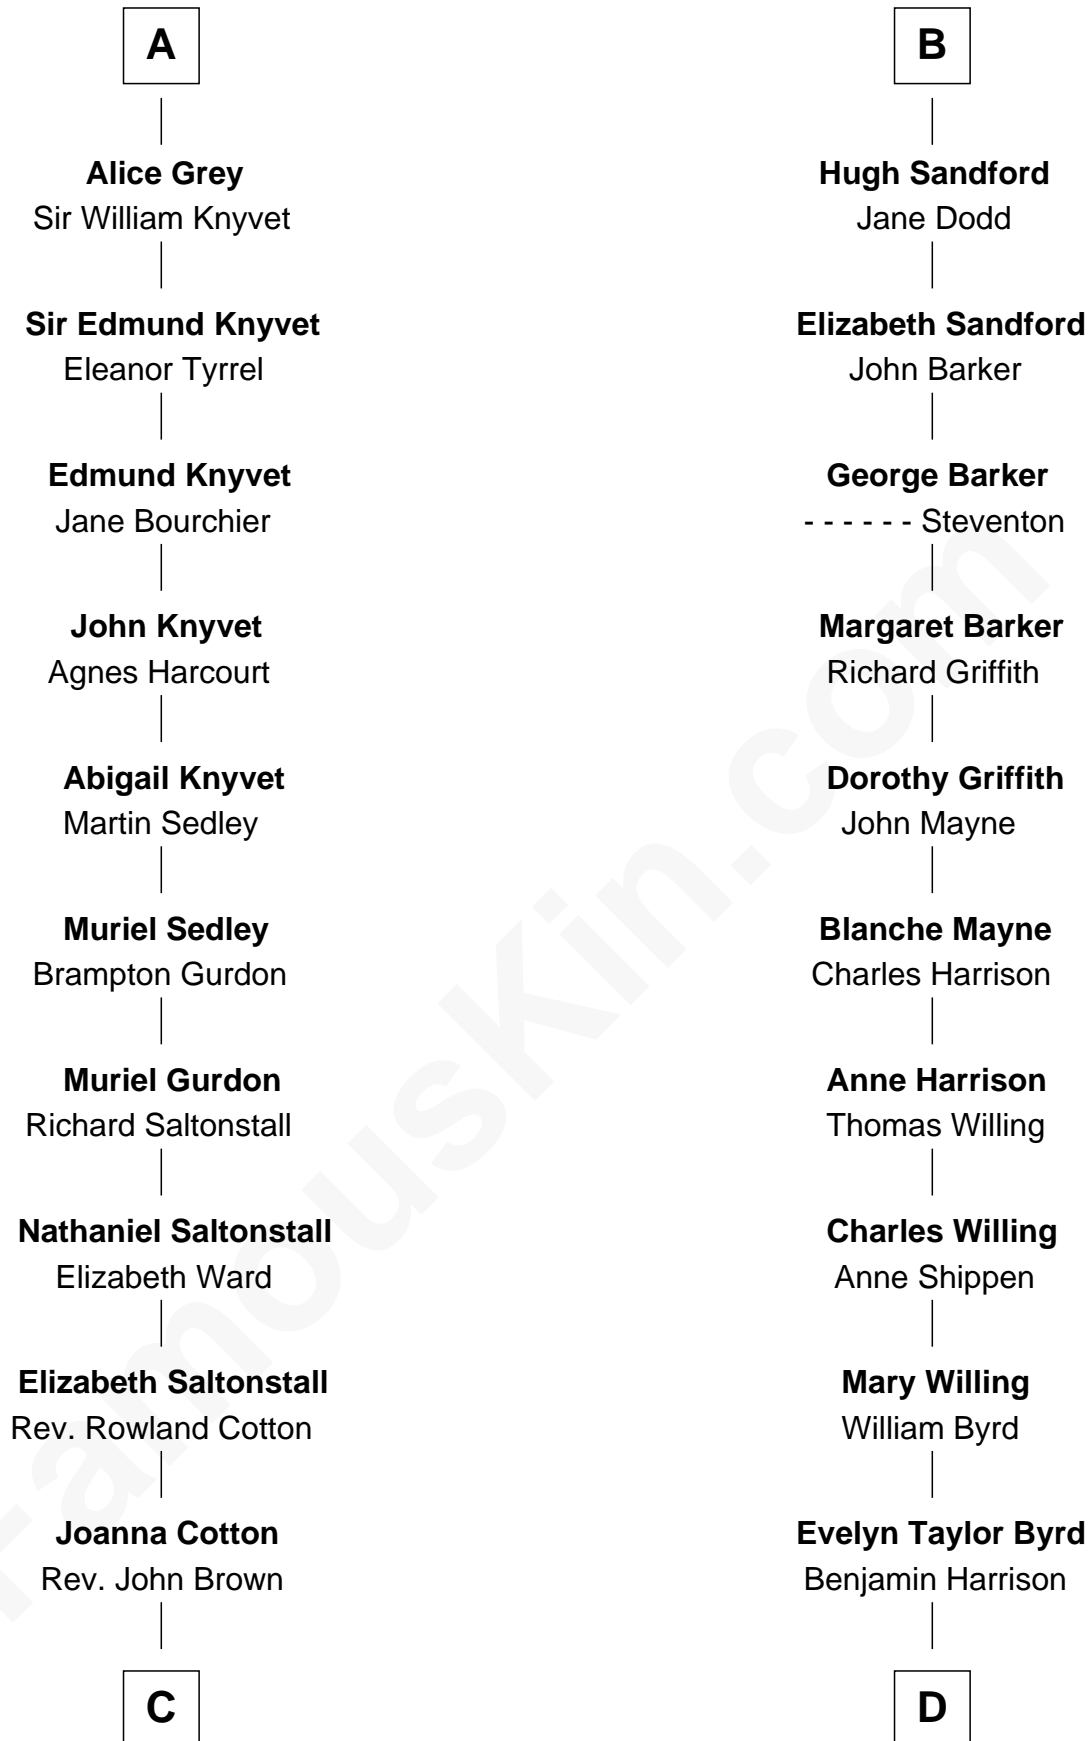 A
Alice Grey
Sir William Knyvet
Sir Edmund Knyvet
Eleanor Tyrrel
Edmund Knyvet
Jane Bourchier
John Knyvet
Agnes Harcourt
Abigail Knyvet
Martin Sedley
Muriel Sedley
Brampton Gurdon
Muriel Gurdon
Richard Saltonstall
Nathaniel Saltonstall
Elizabeth Ward
Elizabeth Saltonstall
Rev. Rowland Cotton
Joanna Cotton
Rev. John Brown
C
B
Hugh Sandford
Jane Dodd
Elizabeth Sandford
John Barker
George Barker
- - - - - - Steventon
Margaret Barker
Richard Griffith
Dorothy Griffith
John Mayne
Blanche Mayne
Charles Harrison
Anne Harrison
Thomas Willing
Charles Willing
Anne Shippen
Mary Willing
William Byrd
Evelyn Taylor Byrd
Benjamin Harrison
D
FamousKin.com